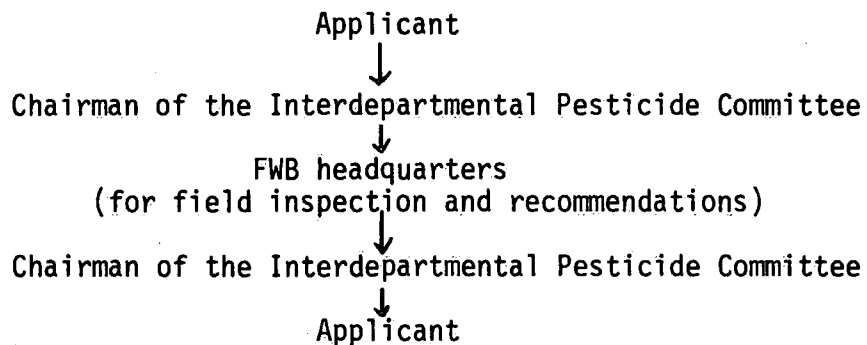 Applicant
Chairman of the Interdepartmental Pesticide Committee
FWB headquarters
(for field inspection and recommendations)
Chairman of the Interdepartmental Pesticide Committee
Applicant